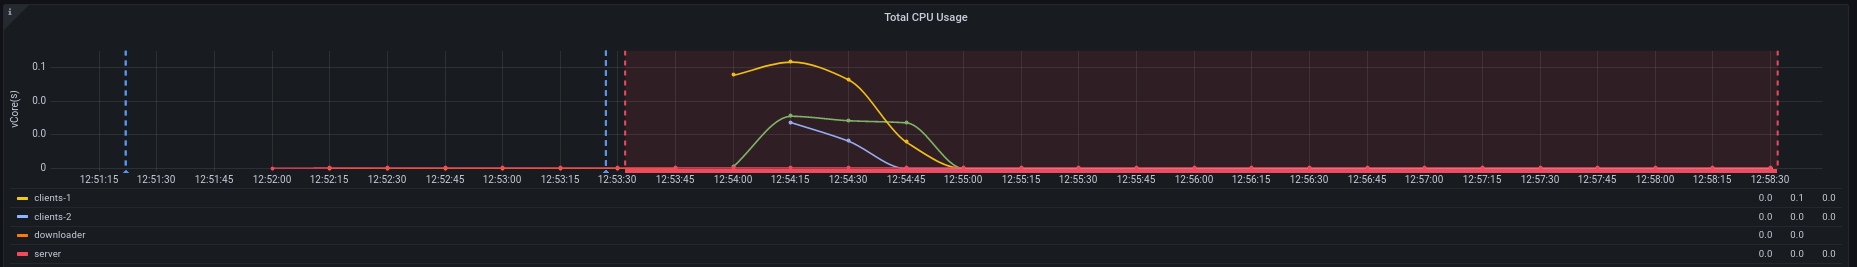 i
Total CPU Usage
vCore(s)
0.1
0.0
0.0
0
12:51:15 12:51:30 12:51:45 12:52:00 12:52:15 12:52:30 12:52:45 12:53:00 12:53:15 12:53:30 12:53:45 12:54:00 12:54:15 12:54:30 12:54:45 12:55:00 12:55:15 12:55:30 12:55:45 12:56:00 12:56:15 12:56:30 12:56:45 12:57:00 12:57:15 12:57:30 12:57:45 12:58:00 12:58:15 12:58:30
clients-1 0.0 0.1 0.0
clients-2 0.0 0.0 0.0
downloader 0.0 0.0
server 0.0 0.0 0.0